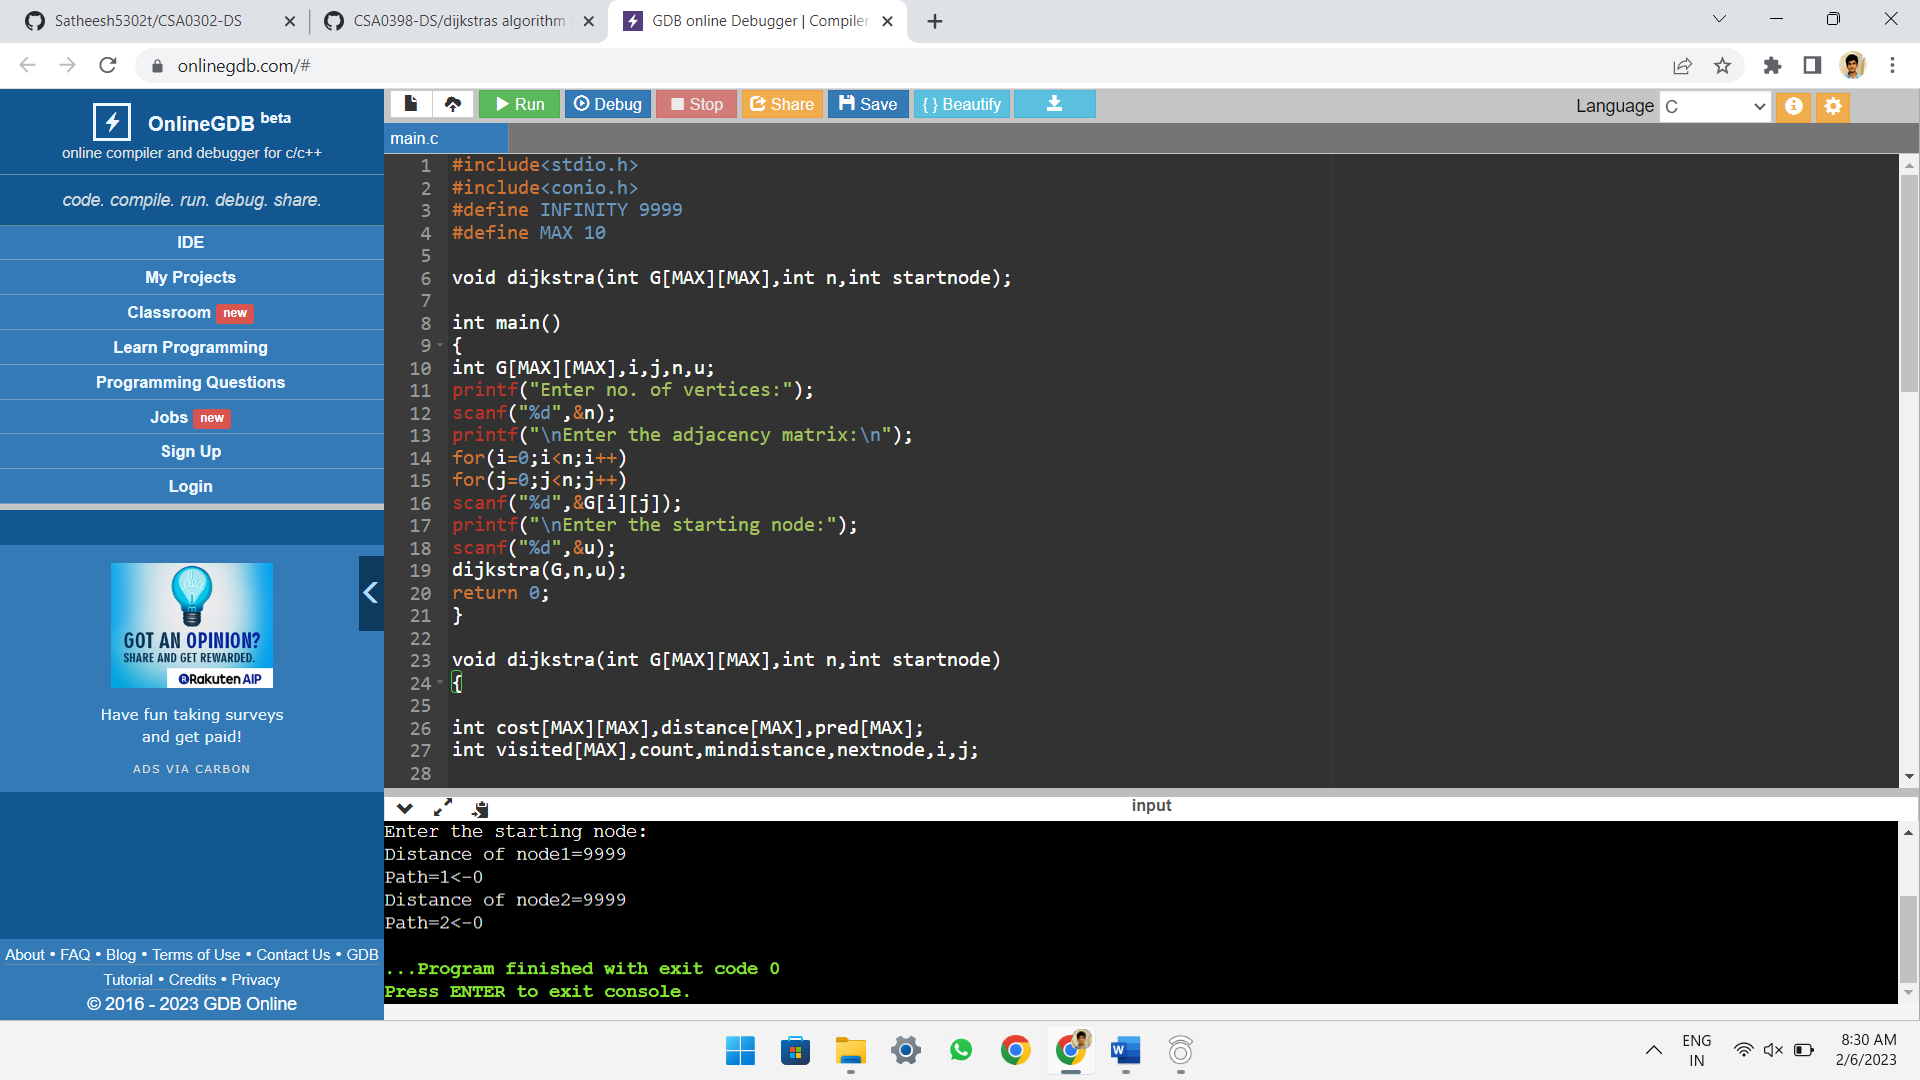 Satheesh5302t/CSA0302-DS
CSA0398-DS/dijkstras algorithm
GDB online Debugger | Compiler
onlinegdb.com/#
OnlineGDB beta
online compiler and debugger for c/c++
code. compile. run. debug. share.
IDE
My Projects
Classroom new
Learn Programming
Programming Questions
Jobs new
Sign Up
Login
GOT AN OPINION?
SHARE AND GET REWARDED.
Rakuten AIP
Have fun taking surveys
and get paid!
ADS VIA CARBON
About • FAQ • Blog • Terms of Use • Contact Us • GDB
Tutorial • Credits • Privacy
© 2016 - 2023 GDB Online
Run Debug Stop Share Save { } Beautify
Language C
main.c
1 #include<stdio.h>
2 #include<conio.h>
3 #define INFINITY 9999
4 #define MAX 10
5
6 void dijkstra(int G[MAX][MAX],int n,int startnode);
7
8 int main()
9 {
10 int G[MAX][MAX],i,j,n,u;
11 printf("Enter no. of vertices:");
12 scanf("%d",&n);
13 printf("\nEnter the adjacency matrix:\n");
14 for(i=0;i<n;i++)
15 for(j=0;j<n;j++)
16 scanf("%d",&G[i][j]);
17 printf("\nEnter the starting node:");
18 scanf("%d",&u);
19 dijkstra(G,n,u);
20 return 0;
21 }
22
23 void dijkstra(int G[MAX][MAX],int n,int startnode)
24 {
25
26 int cost[MAX][MAX],distance[MAX],pred[MAX];
27 int visited[MAX],count,mindistance,nextnode,i,j;
28
input
Enter the starting node:
Distance of node1=9999
Path=1<-0
Distance of node2=9999
Path=2<-0
...Program finished with exit code 0
Press ENTER to exit console.
ENG
IN
8:30 AM
2/6/2023